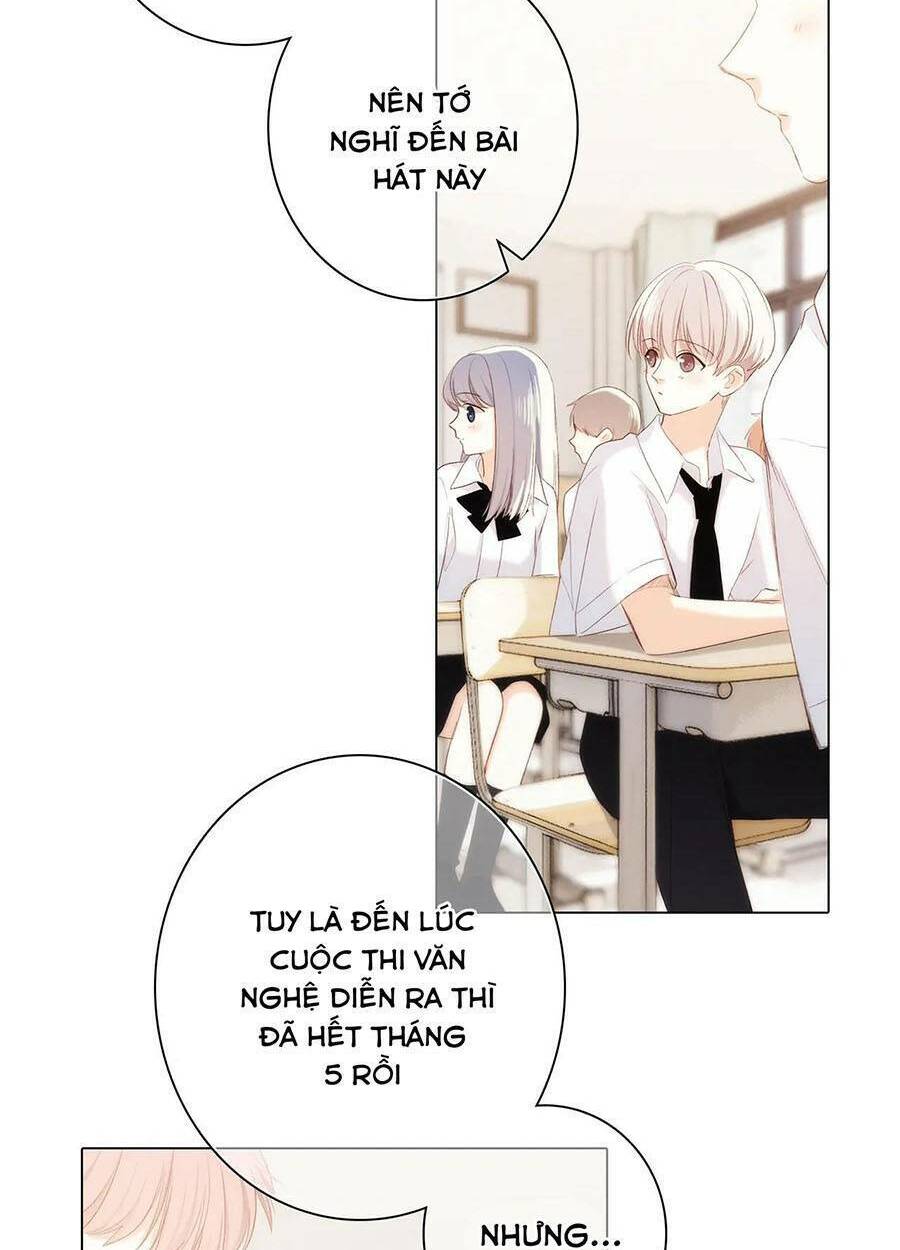 NÊN TỚ
NGHĨ ĐẾN BÀI
HÁT NÀY
TUY LÀ ĐẾN LÚC
CUỘC THI VĂN
NGHỆ DIỄN RA THÌ
ĐÃ HẾT THÁNG
5 RỒI
NHƯNG...